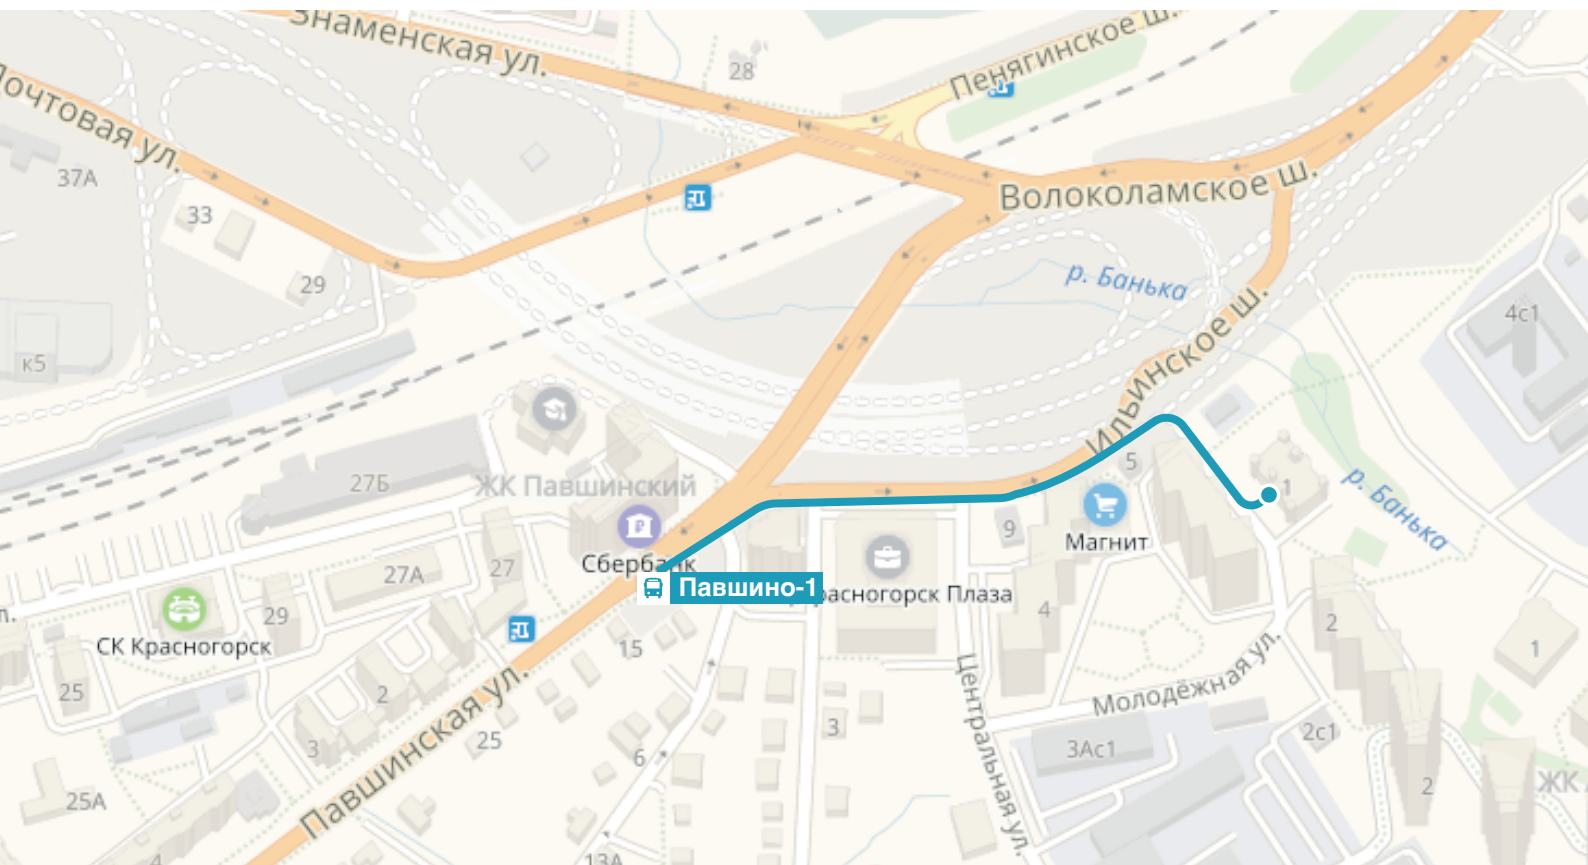 Знаменская ул.
Пенягинское ш.
28
Почтовая ул.
37А
33
Волоколамское ш.
29
р. Банька
4с1
к5
Ильинское ш.
27Б
ЖК Павшинский
5
1
р. Банька
9
Магнит
Сбербанк
Павшино-1
Красногорск Плаза
27А
27
29
4
2
СК Красногорск
15
1
25
2
Молодёжная ул.
Павшинская ул.
Центральная ул.
3
25
3
6
3Ас1
2с1
2
ЖК
25А
4
13А